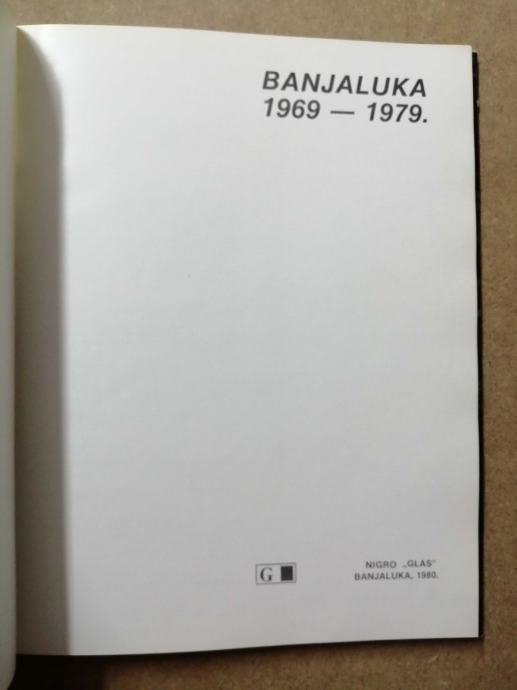 BANJALUKA
1969 — 1979.
G
NIGRO „GLAS"
BANJALUKA, 1980.